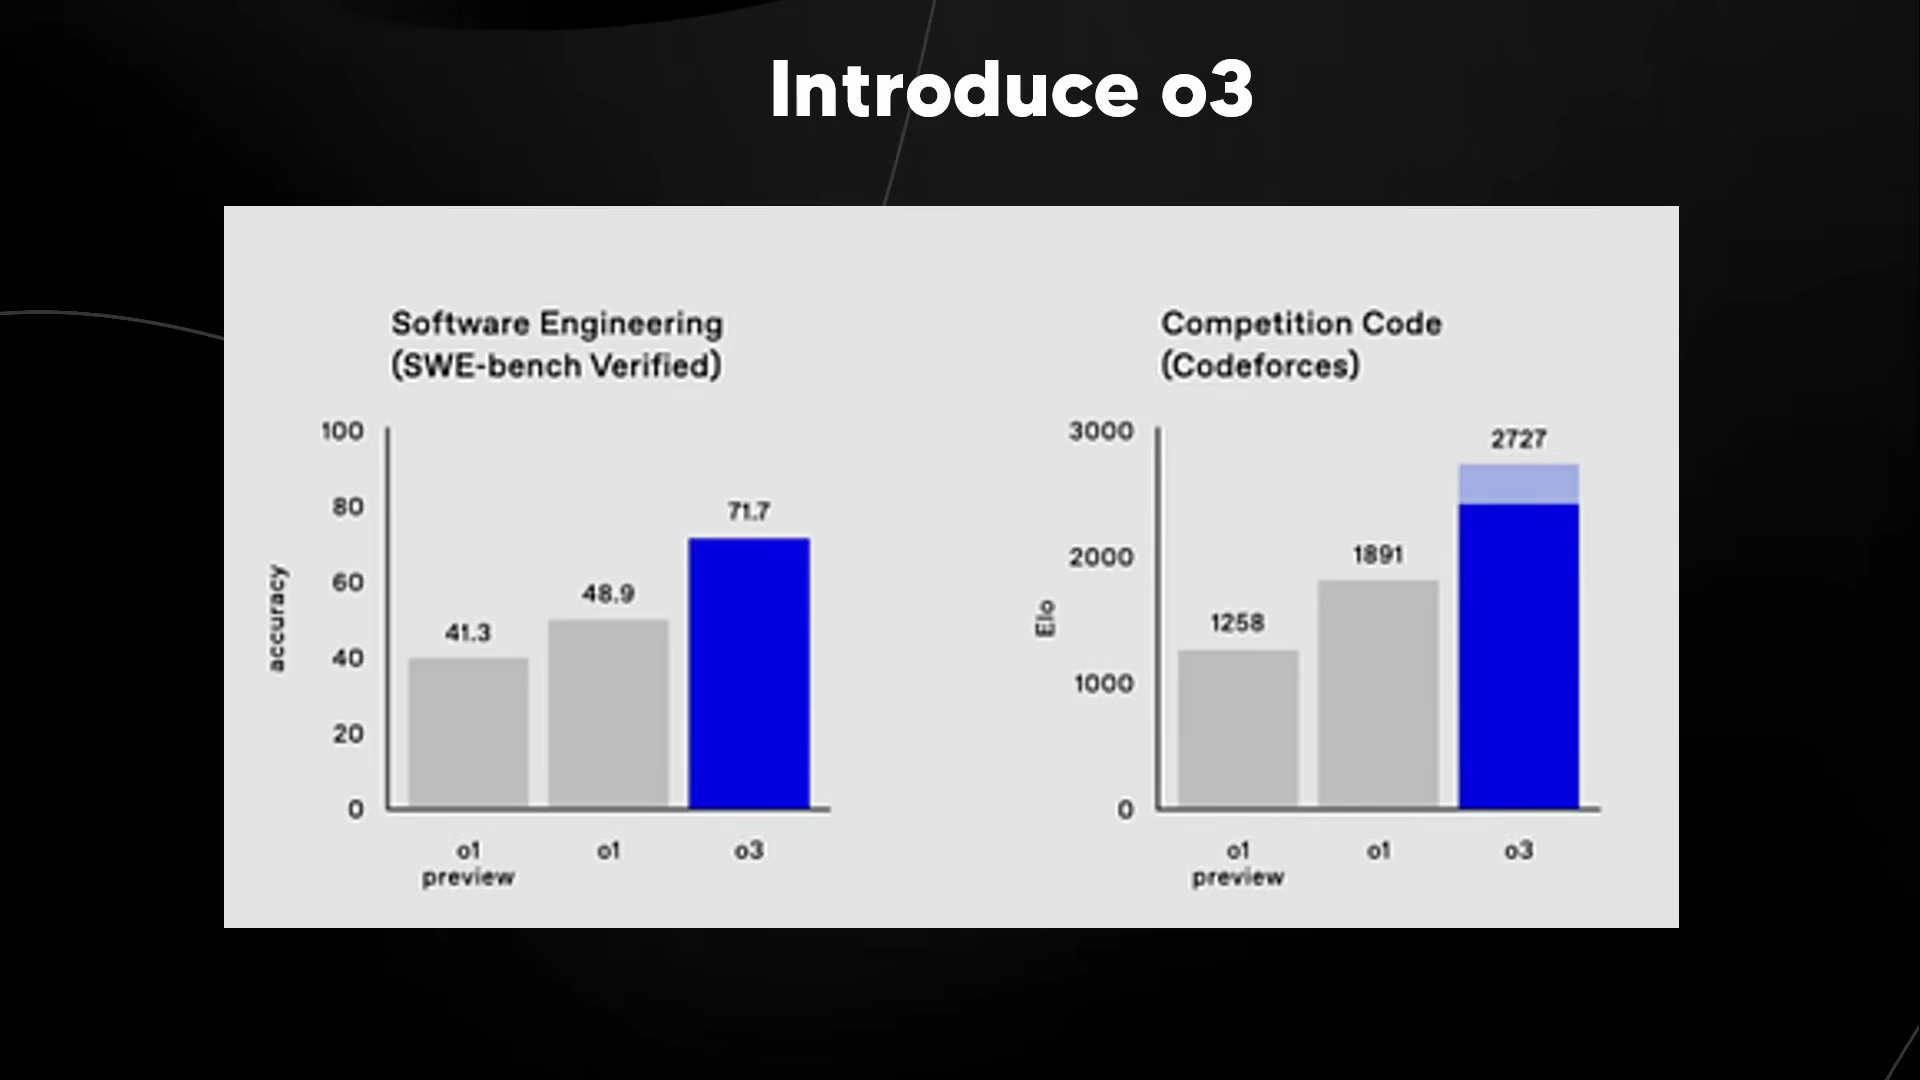 Introduce o3
Software Engineering
(SWE-bench Verified)
100
80
60
40
20
0
accuracy
41.3
48.9
71.7
o1
preview
o1
o3
Competition Code
(Codeforces)
3000
2000
1000
0
Elo
1258
1891
2727
o1
preview
o1
o3